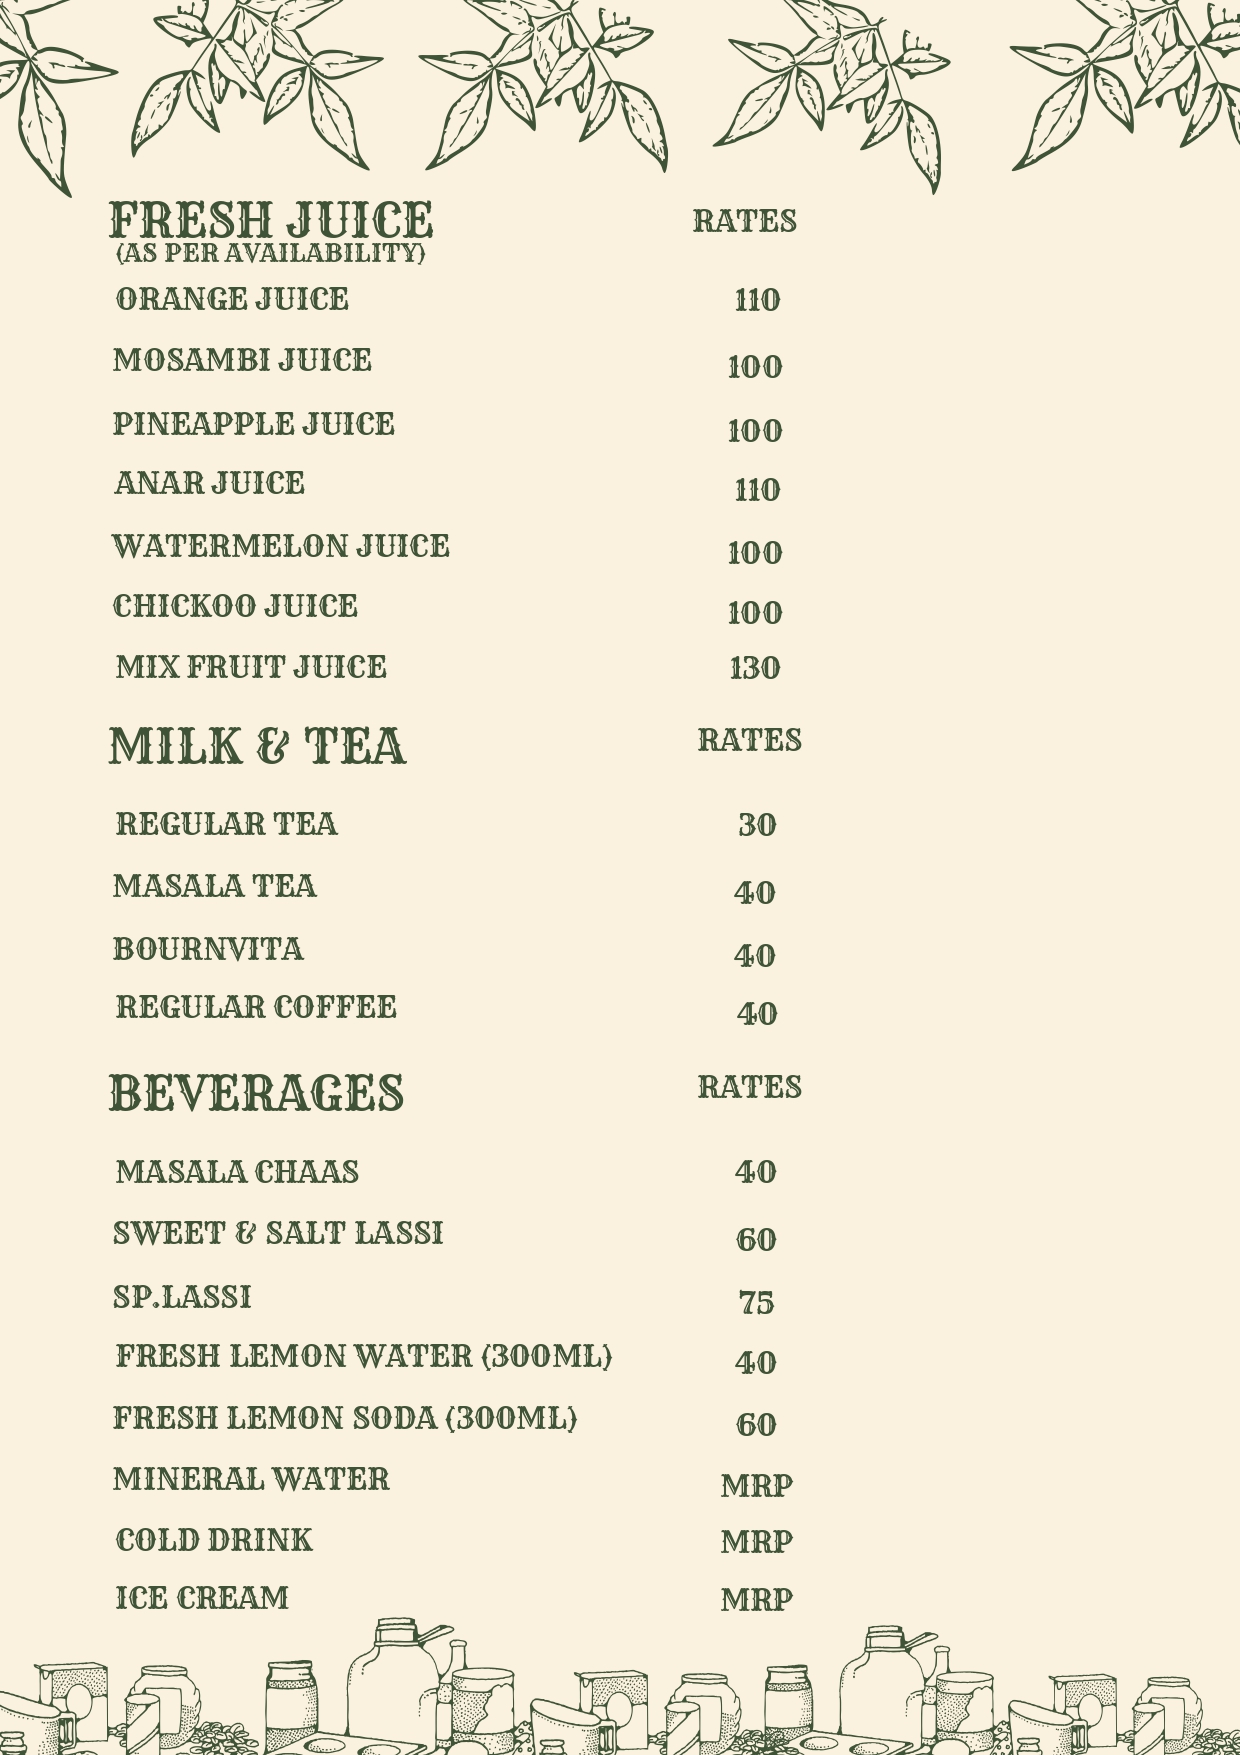 FRESH JUICE RATES
(AS PER AVAILABILITY)
ORANGE JUICE 110
MOSAMBI JUICE 100
PINEAPPLE JUICE 100
ANAR JUICE 110
WATERMELON JUICE 100
CHICKOO JUICE 100
MIX FRUIT JUICE 130
MILK & TEA RATES
REGULAR TEA 30
MASALA TEA 40
BOURNVITA 40
REGULAR COFFEE 40
BEVERAGES RATES
MASALA CHAAS 40
SWEET & SALT LASSI 60
SP.LASSI 75
FRESH LEMON WATER (300ML) 40
FRESH LEMON SODA (300ML) 60
MINERAL WATER MRP
COLD DRINK MRP
ICE CREAM MRP